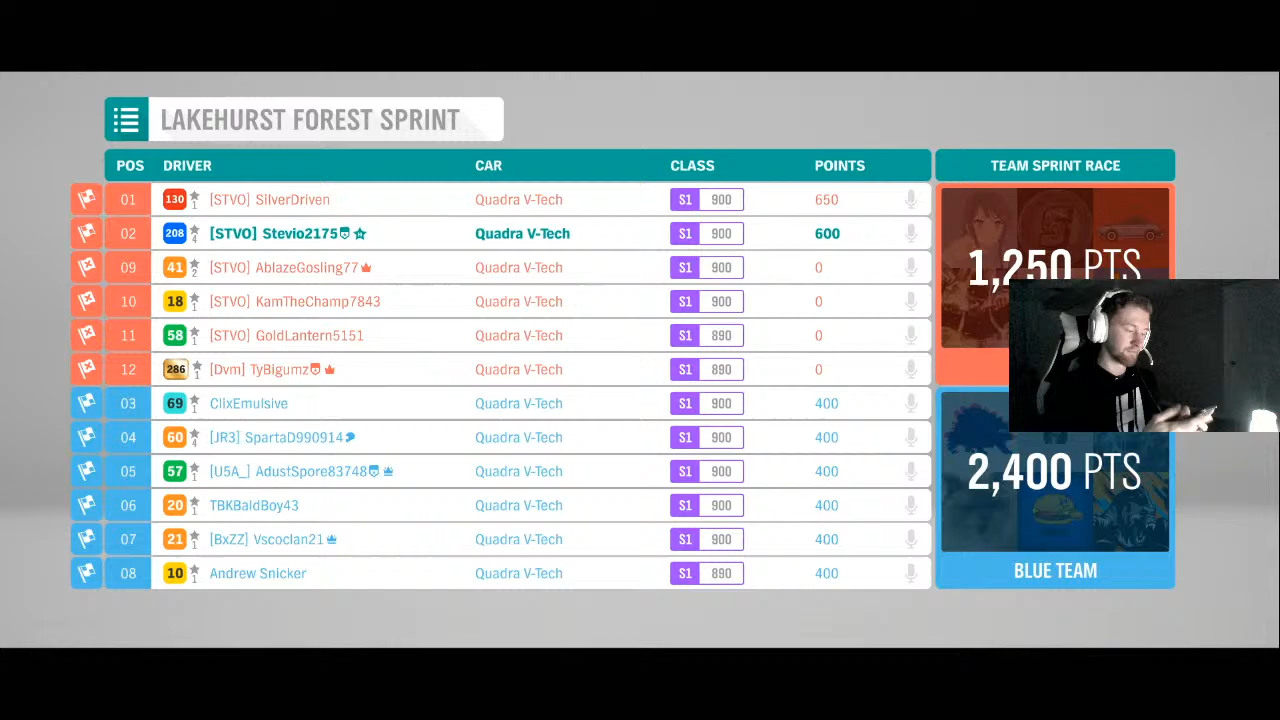 LAKEHURST FOREST SPRINT
POS DRIVER CAR CLASS POINTS TEAM SPRINT RACE
01 130 1 [STVO] SilverDriven Quadra V-Tech S1 900 650
02 208 4 [STVO] Stevio2175 Quadra V-Tech S1 900 600
09 41 2 [STVO] AblazeGosling77 Quadra V-Tech S1 900 0
10 18 1 [STVO] KamTheChamp7843 Quadra V-Tech S1 900 0
11 58 1 [STVO] GoldLantern5151 Quadra V-Tech S1 890 0
12 286 1 [Dvm] TyBigumz Quadra V-Tech S1 890 0
03 69 1 ClixEmulsive Quadra V-Tech S1 900 400
04 60 4 [JR3] SpartaD990914 Quadra V-Tech S1 900 400
05 57 1 [U5A_] AdustSpore83748 Quadra V-Tech S1 900 400
06 20 1 TBKBaldBoy43 Quadra V-Tech S1 900 400
07 21 1 [BxZZ] Vscoclan21 Quadra V-Tech S1 900 400
08 10 1 Andrew Snicker Quadra V-Tech S1 890 400
1,250 PTS
2,400 PTS
BLUE TEAM